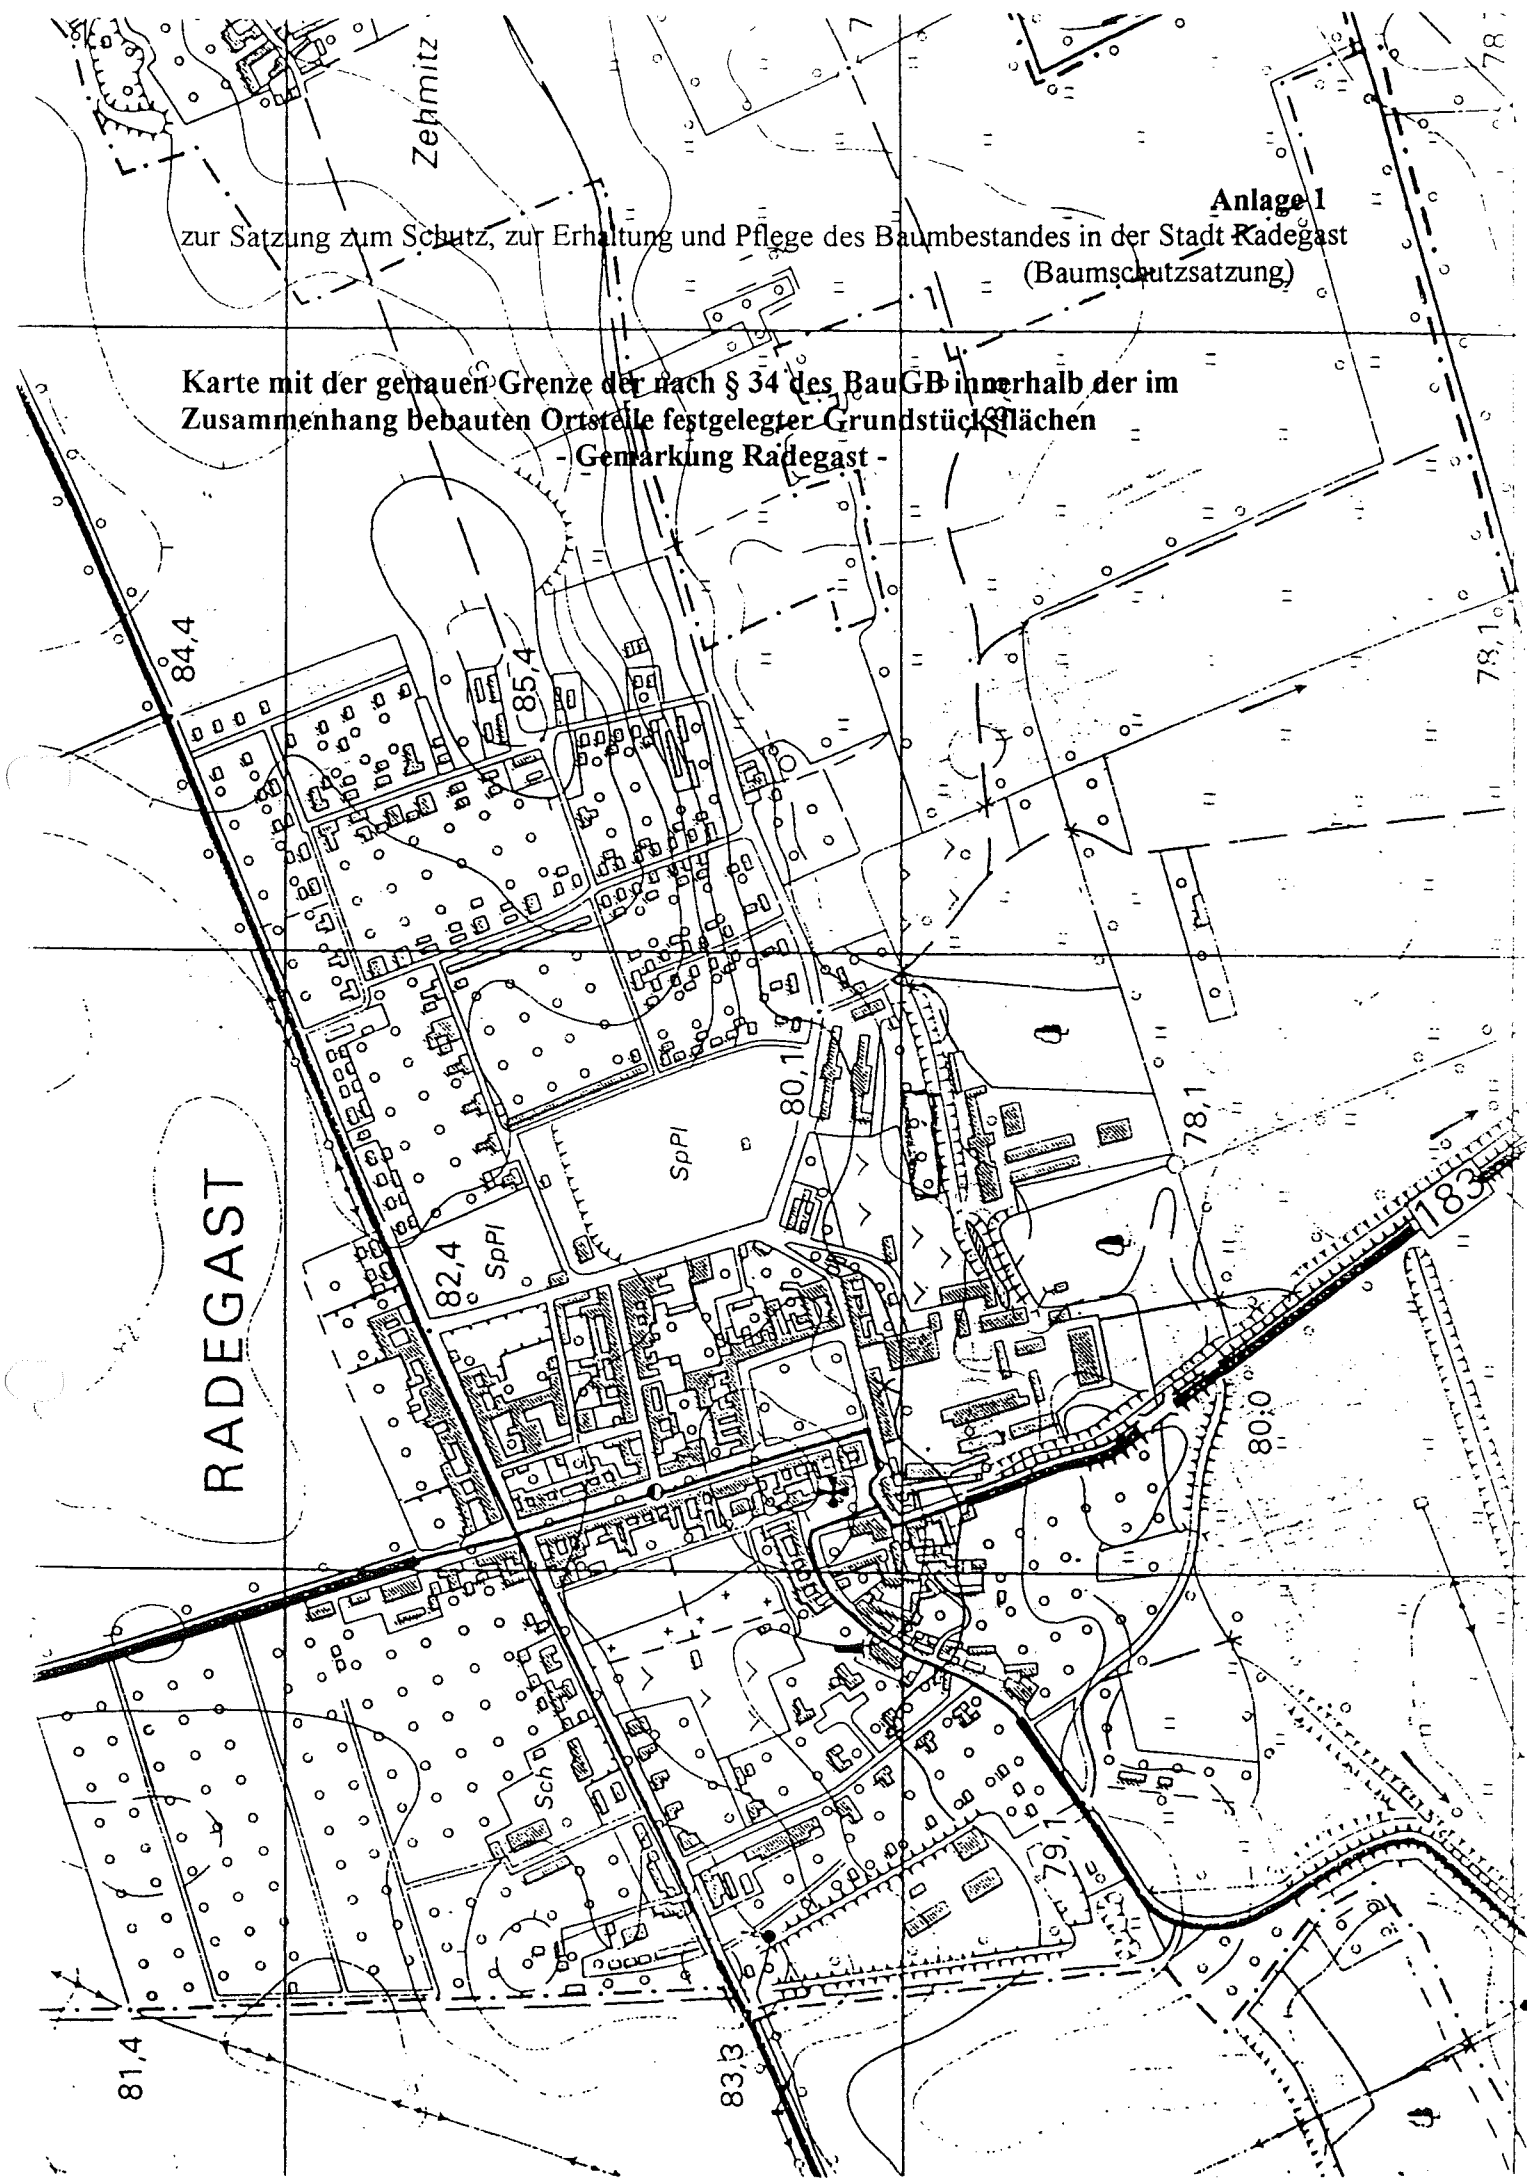 Zehmitz
78,
Anlage 1
zur Satzung zum Schutz, zur Erhaltung und Pflege des Baumbestandes in der Stadt Radegast
(Baumschutzsatzung)
Karte mit der genauen Grenze der nach § 34 des BauGB innerhalb der im
Zusammenhang bebauten Ortsteile festgelegter Grundstücksflächen
- Gemarkung Radegast -
84,4
85,4
78,1
80,1
78,1
SpPl
RADEGAST
183
82,4
SpPl
80,0
Sch
79,1
81,4
83,3